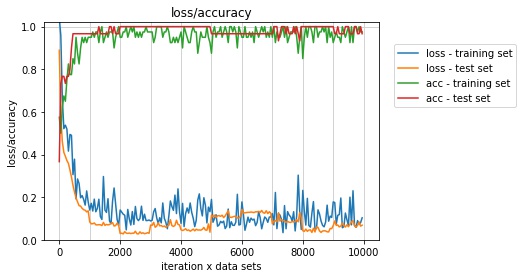 loss/accuracy
loss/accuracy
1.0
0.8
0.6
0.4
0.2
0.0
0
2000
4000
6000
8000
10000
iteration x data sets
loss - training set
loss - test set
acc - training set
acc - test set